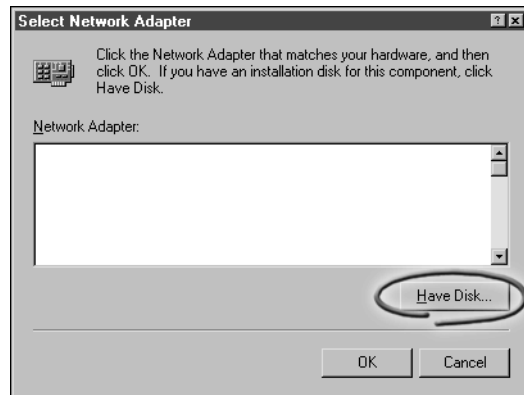 Select Network Adapter
Click the Network Adapter that matches your hardware, and then
click OK. If you have an installation disk for this component, click
Have Disk.
Network Adapter:
Have Disk...
OK
Cancel